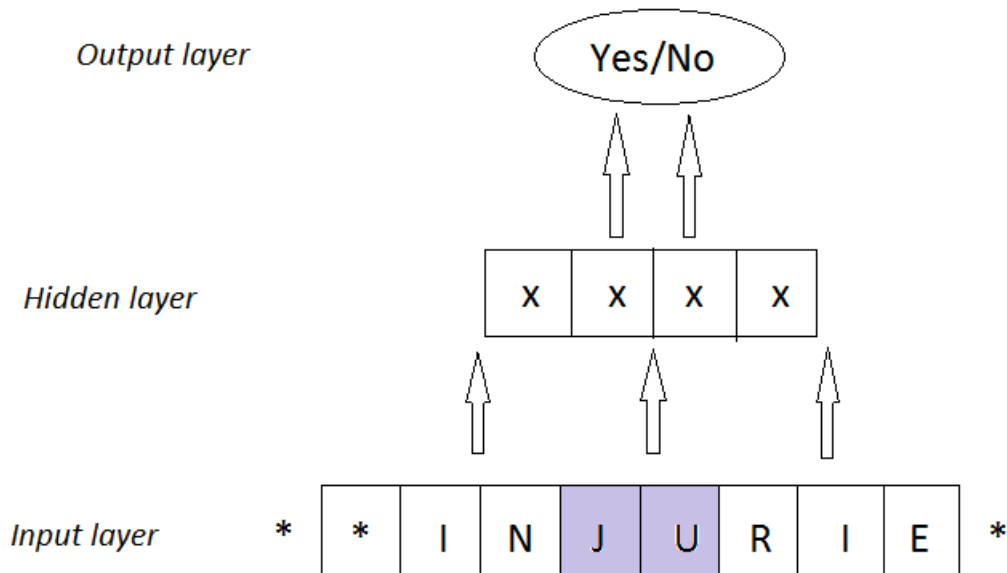 Output layer Yes/No
Hidden layer x x x x
Input layer * * I N J U R I E *